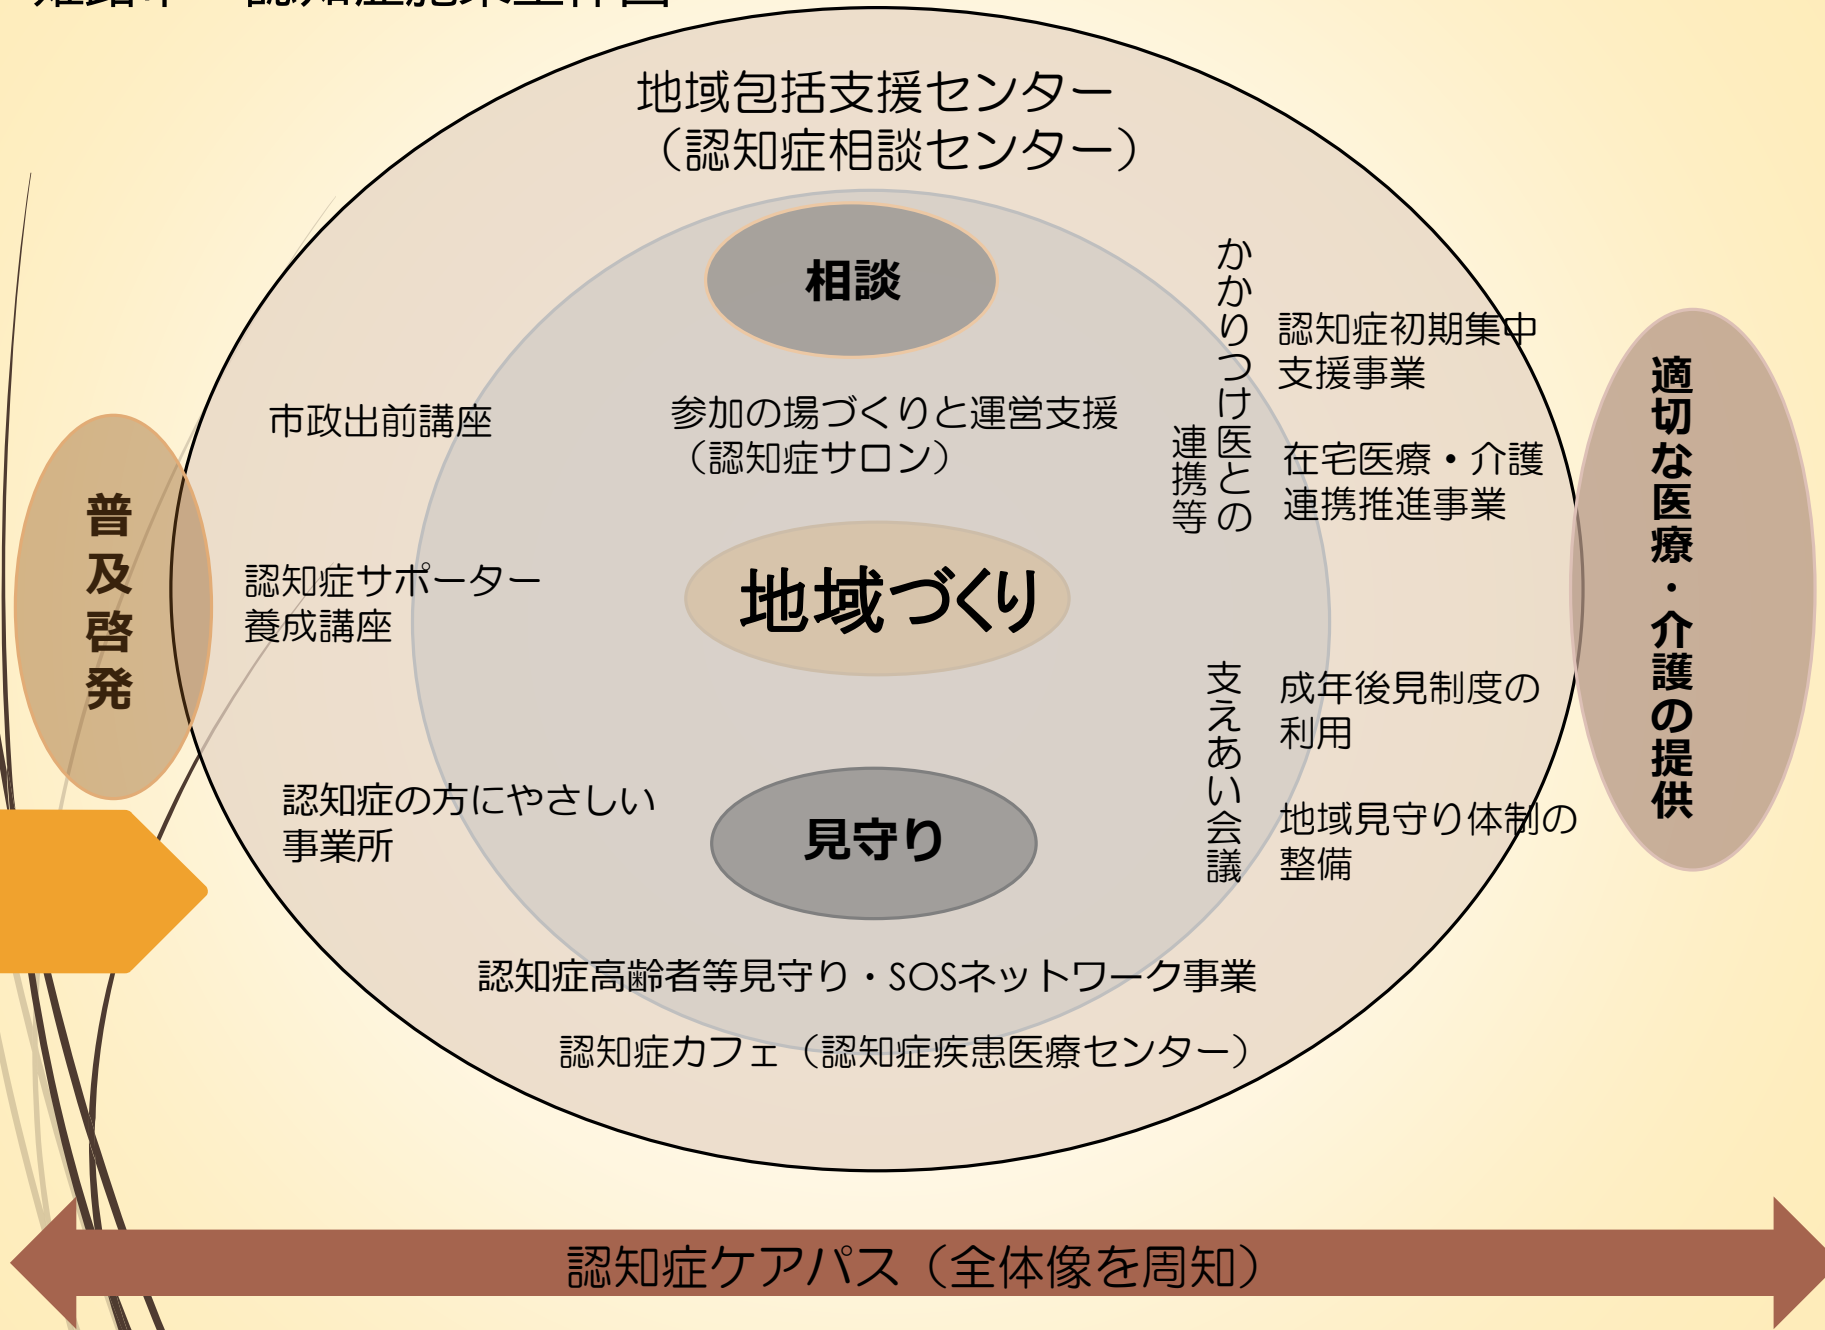 地域包括支援センター
（認知症相談センター）
相談
かかりつけ医との
連携等
認知症初期集中
支援事業
市政出前講座
参加の場づくりと運営支援
（認知症サロン）
在宅医療・介護
連携推進事業
適切な医療・介護の提供
普及啓発
認知症サポーター
養成講座
地域づくり
支えあい会議
成年後見制度の
利用
認知症の方にやさしい
事業所
見守り
地域見守り体制の
整備
認知症高齢者等見守り・SOSネットワーク事業
認知症カフェ（認知症疾患医療センター）
認知症ケアパス（全体像を周知）